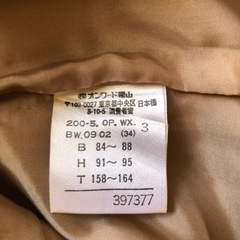 ㈱オンワード樫山
〒103-0027 東京都中央区 日本橋
3-10-5 消費者室
200-5. OP. WX. 3
BW. 09 02 (34)
B 84～ 88
H 91～ 95
T 158～164
397377